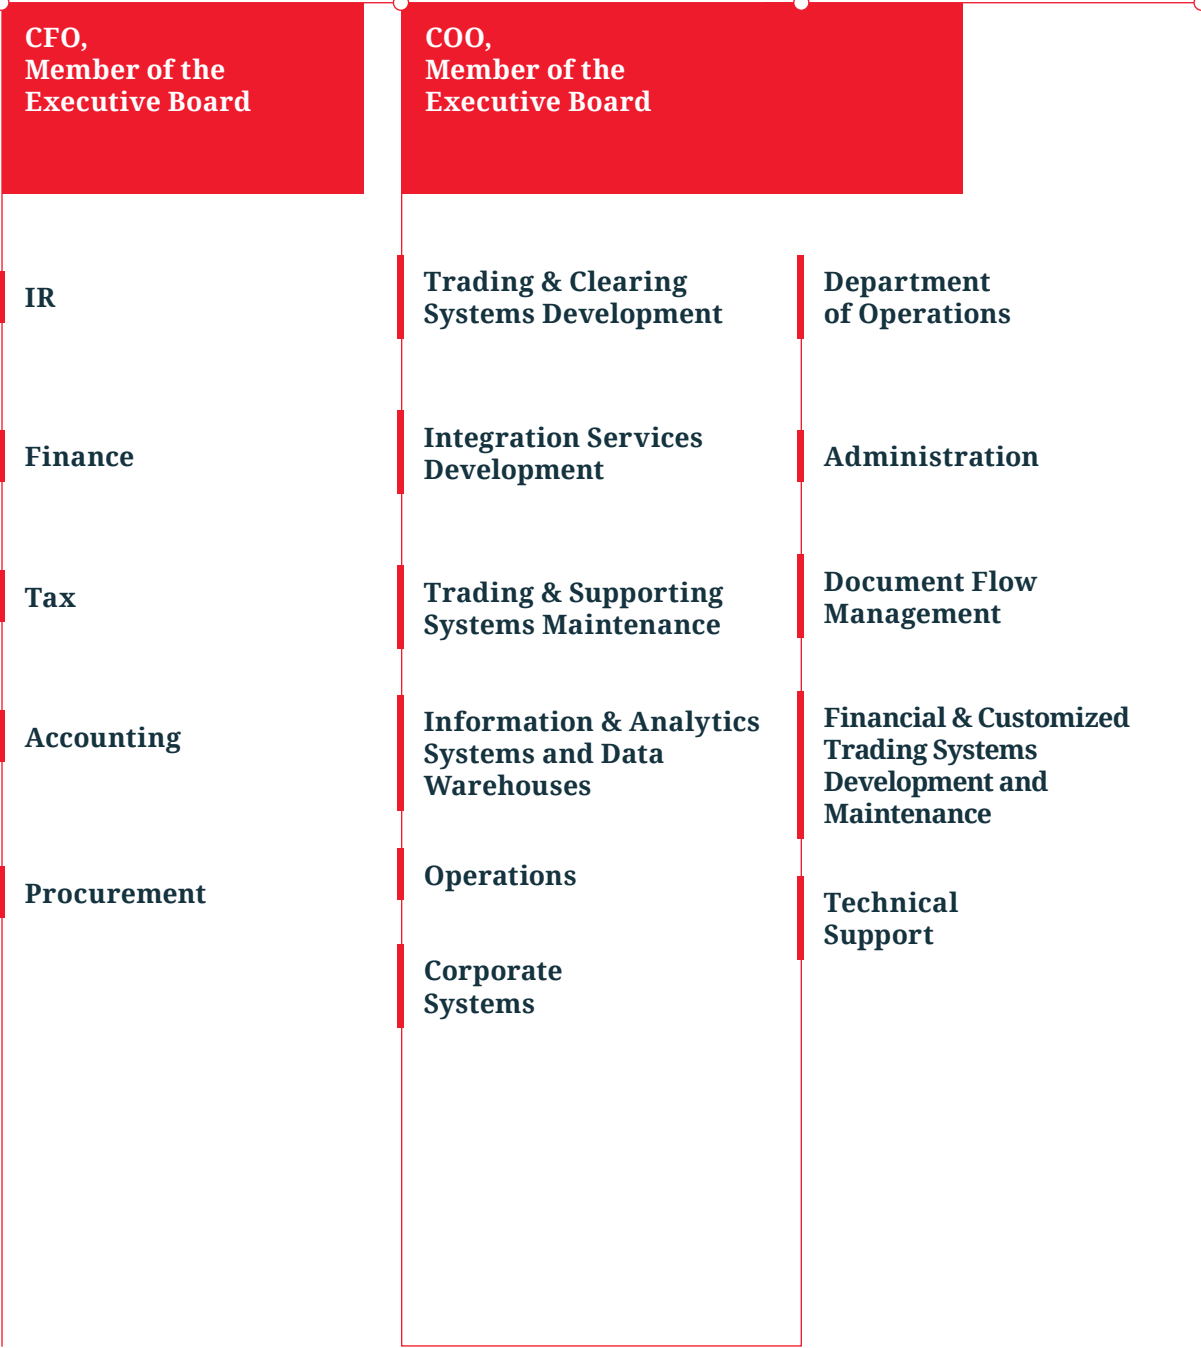 CFO,
Member of the
Executive Board
IR
Finance
Tax
Accounting
Procurement
COO,
Member of the
Executive Board
Trading & Clearing
Systems Development
Integration Services
Development
Trading & Supporting
Systems Maintenance
Information & Analytics
Systems and Data
Warehouses
Operations
Corporate
Systems
Department
of Operations
Administration
Document Flow
Management
Financial & Customized
Trading Systems
Development and
Maintenance
Technical
Support